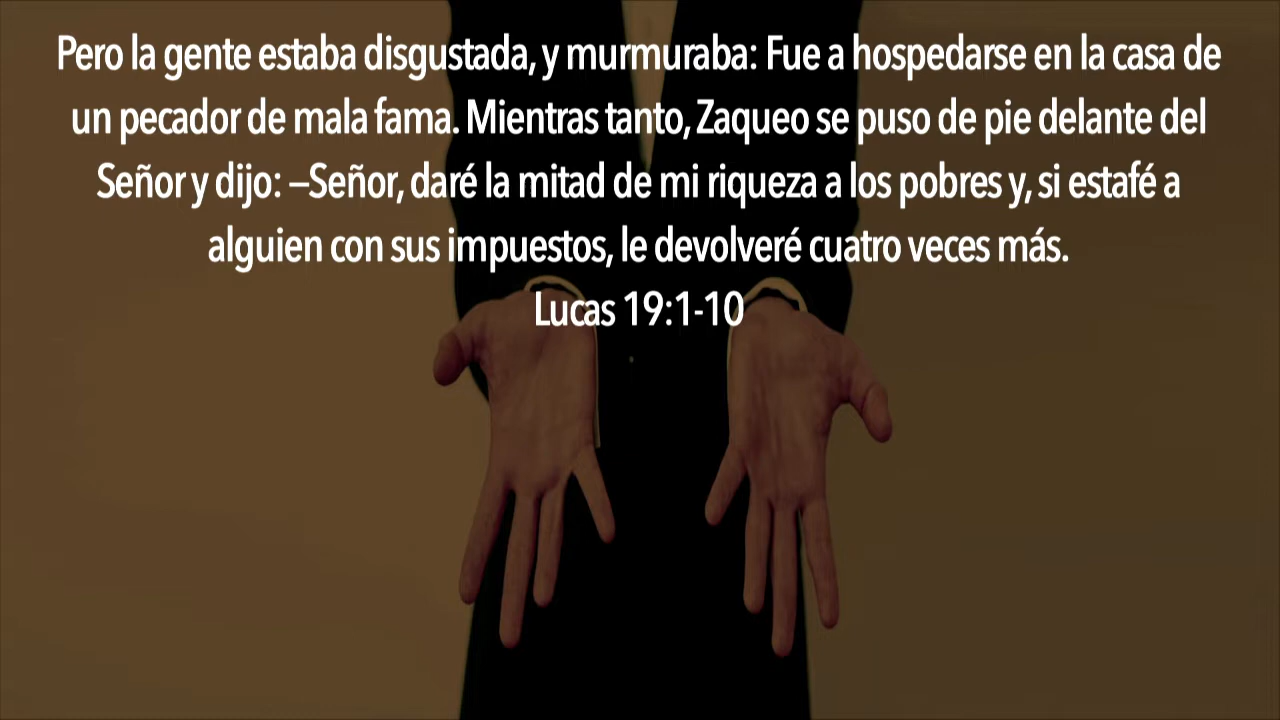 Pero la gente estaba disgustada, y murmuraba: Fue a hospedarse en la casa de
un pecador de mala fama. Mientras tanto, Zaqueo se puso de pie delante del
Señor y dijo: –Señor, daré la mitad de mi riqueza a los pobres y, si estafé a
alguien con sus impuestos, le devolveré cuatro veces más.
Lucas 19:1-10